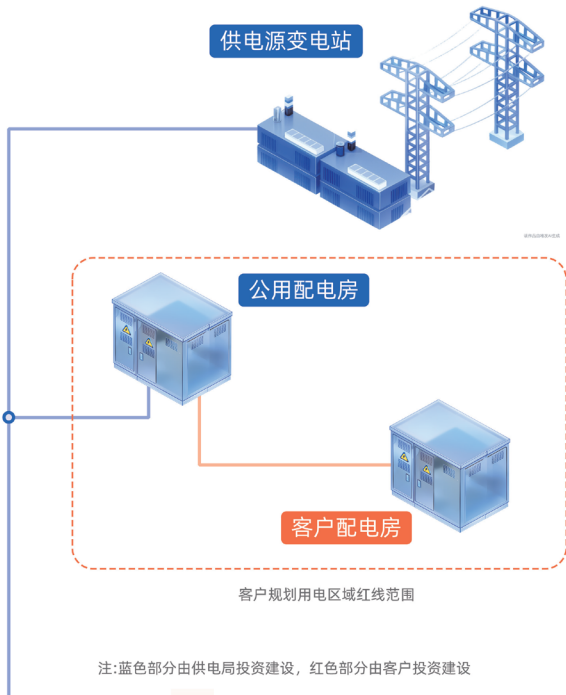 供电源变电站
公用配电房
客户配电房
客户规划用电区域红线范围
注:蓝色部分由供电局投资建设，红色部分由客户投资建设